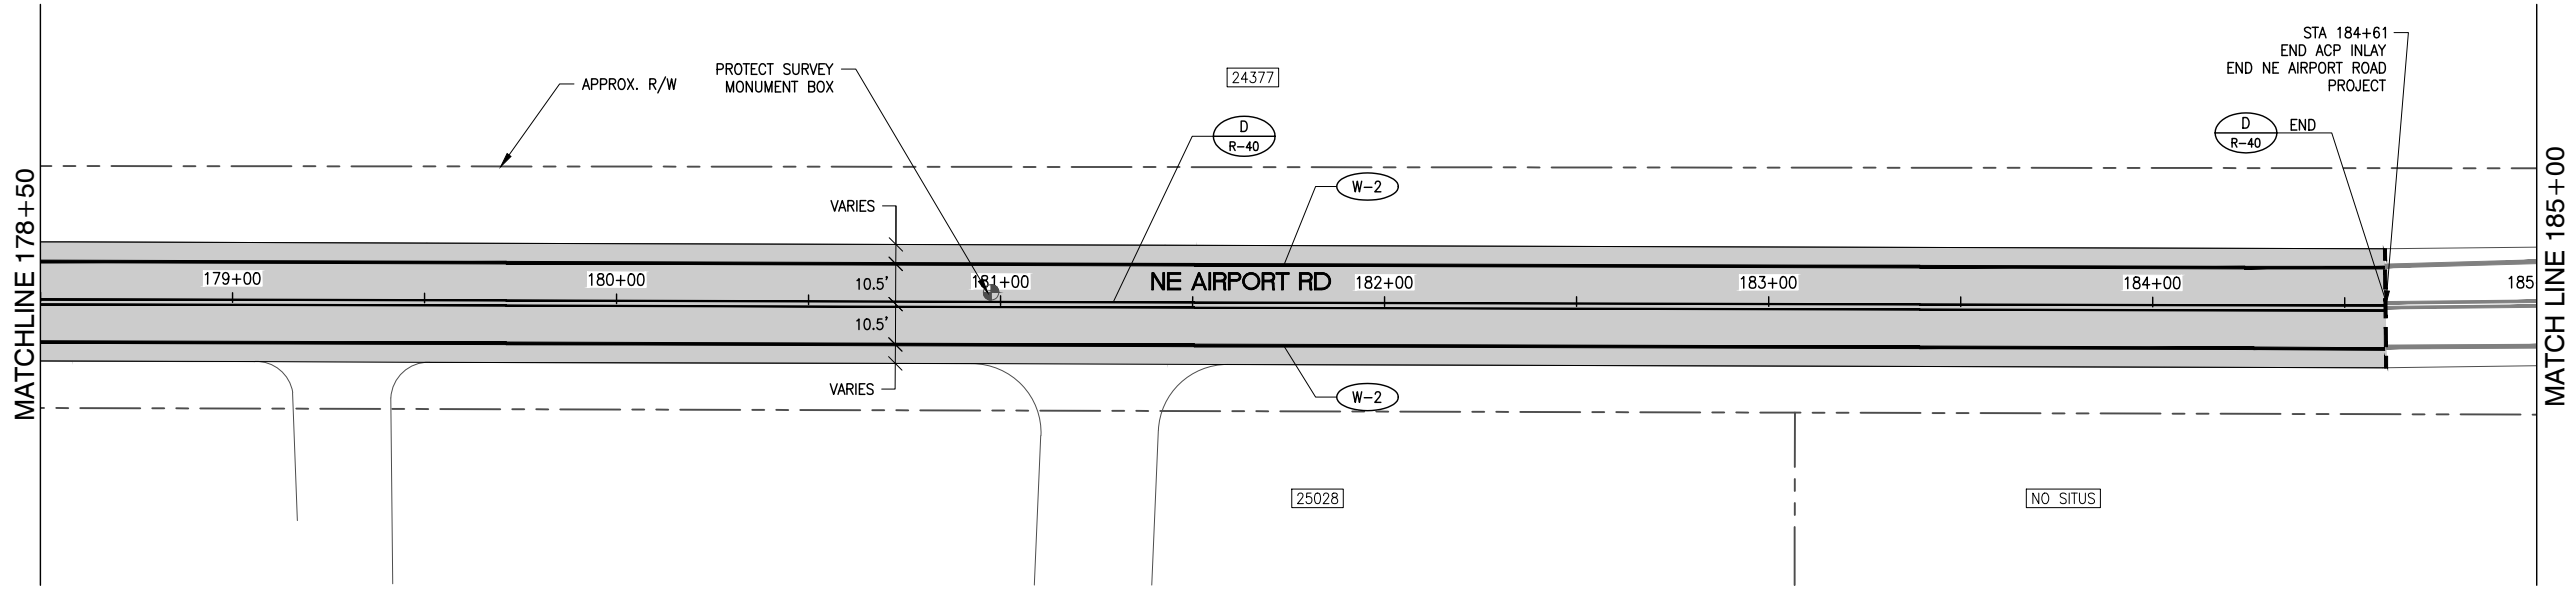 MATCHLINE 178+50
APPROX. R/W
PROTECT SURVEY
MONUMENT BOX
24377
D
R-40
STA 184+61
END ACP INLAY
END NE AIRPORT ROAD
PROJECT
D
R-40
END
W-2
VARIES
179+00
180+00
10.5'
181+00
NE AIRPORT RD
182+00
183+00
184+00
185
10.5'
VARIES
W-2
25028
NO SITUS
MATCH LINE 185+00